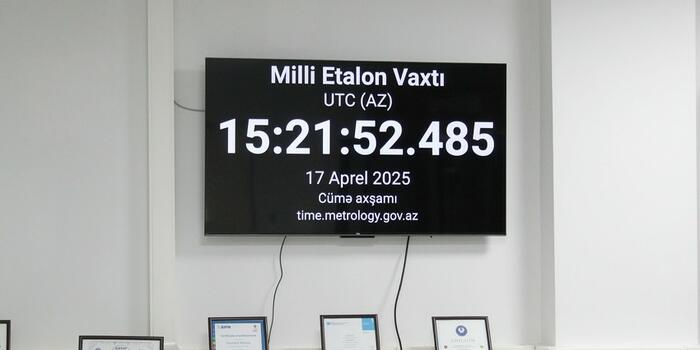 Milli Etalon Vaxtı
UTC (AZ)
15:21:52.485
17 Aprel 2025
Cümə axşamı
time.metrology.gov.az